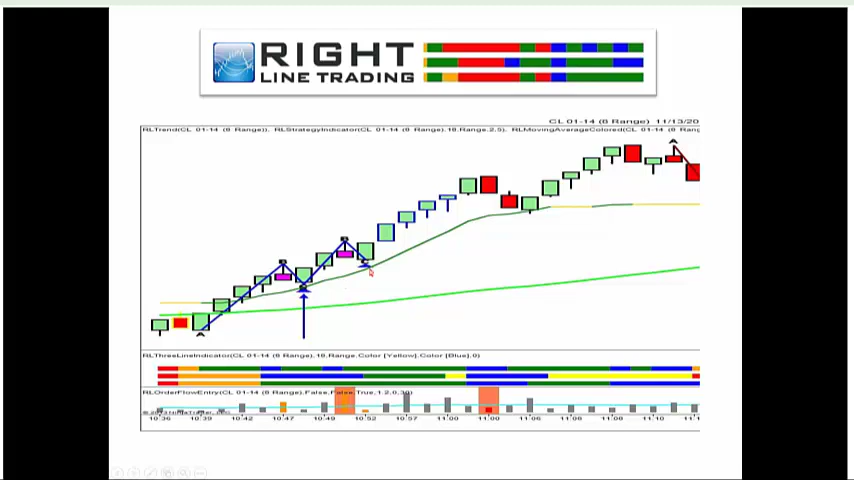 RIGHT
LINE TRADING
CL 01-14 (8 Range) 11/13/20
RLTrend(CL 01-14 (8 Range)), RLStrategyIndicator(CL 01-14 (8 Range),18,Range,2.5), RLMovingAverageColored(CL 01-14 (8 Rang
RLThreeLineIndicator(CL 01-14 (8 Range),18,Range,Color [Yellow],Color [Blue],0)
RLOrderFlowEntry(CL 01-14 (8 Range),False,False,True,1.2,0,30)
10:36 10:39 10:42 10:47 10:49 10:52 10:57 11:00 11:06 11:08 11:09 11:10